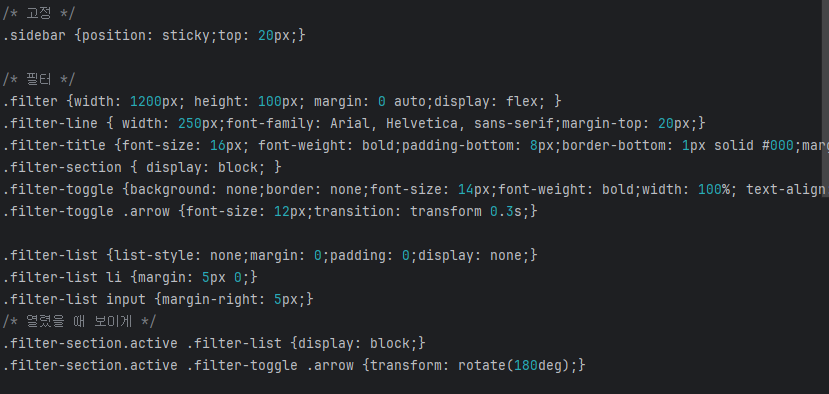 /* 고정 */
.sidebar {position: sticky;top: 20px;}
/* 필터 */
.filter {width: 1200px; height: 100px; margin: 0 auto;display: flex; }
.filter-line { width: 250px;font-family: Arial, Helvetica, sans-serif;margin-top: 20px;}
.filter-title {font-size: 16px; font-weight: bold;padding-bottom: 8px;border-bottom: 1px solid #000;mar
.filter-section { display: block; }
.filter-toggle {background: none;border: none;font-size: 14px;font-weight: bold;width: 100%; text-align
.filter-toggle .arrow {font-size: 12px;transition: transform 0.3s;}
.filter-list {list-style: none;margin: 0;padding: 0;display: none;}
.filter-list li {margin: 5px 0;}
.filter-list input {margin-right: 5px;}
/* 열렸을 때 보이게 */
.filter-section.active .filter-list {display: block;}
.filter-section.active .filter-toggle .arrow {transform: rotate(180deg);}